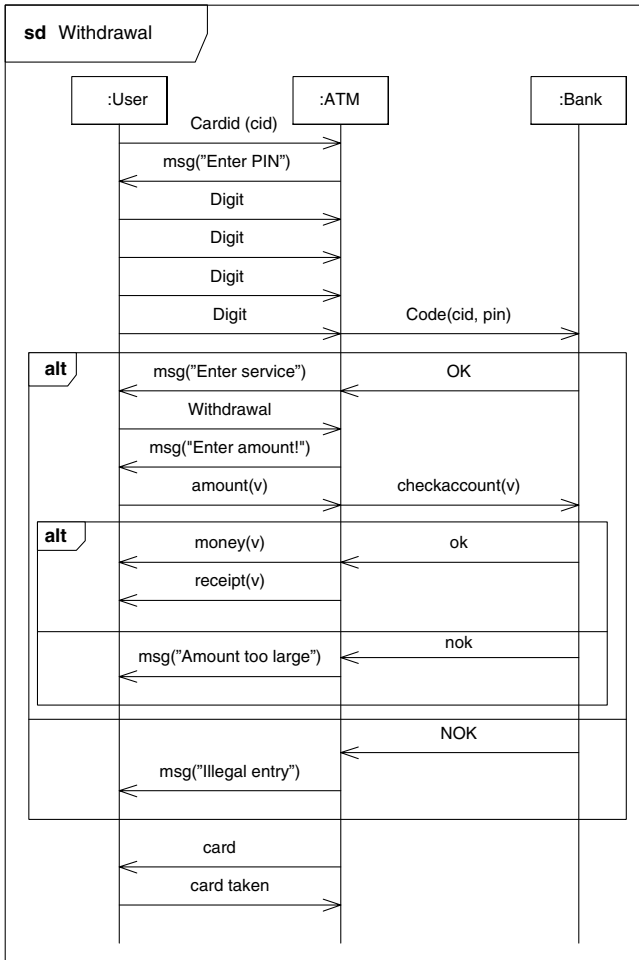 sd Withdrawal
:User :ATM :Bank
Cardid (cid)
msg(”Enter PIN”)
Digit
Digit
Digit
Digit Code(cid, pin)
alt
msg(”Enter service”) OK
Withdrawal
msg("Enter amount!")
amount(v) checkaccount(v)
alt
money(v) ok
receipt(v)
nok
msg(”Amount too large”)
NOK
msg(”Illegal entry”)
card
card taken